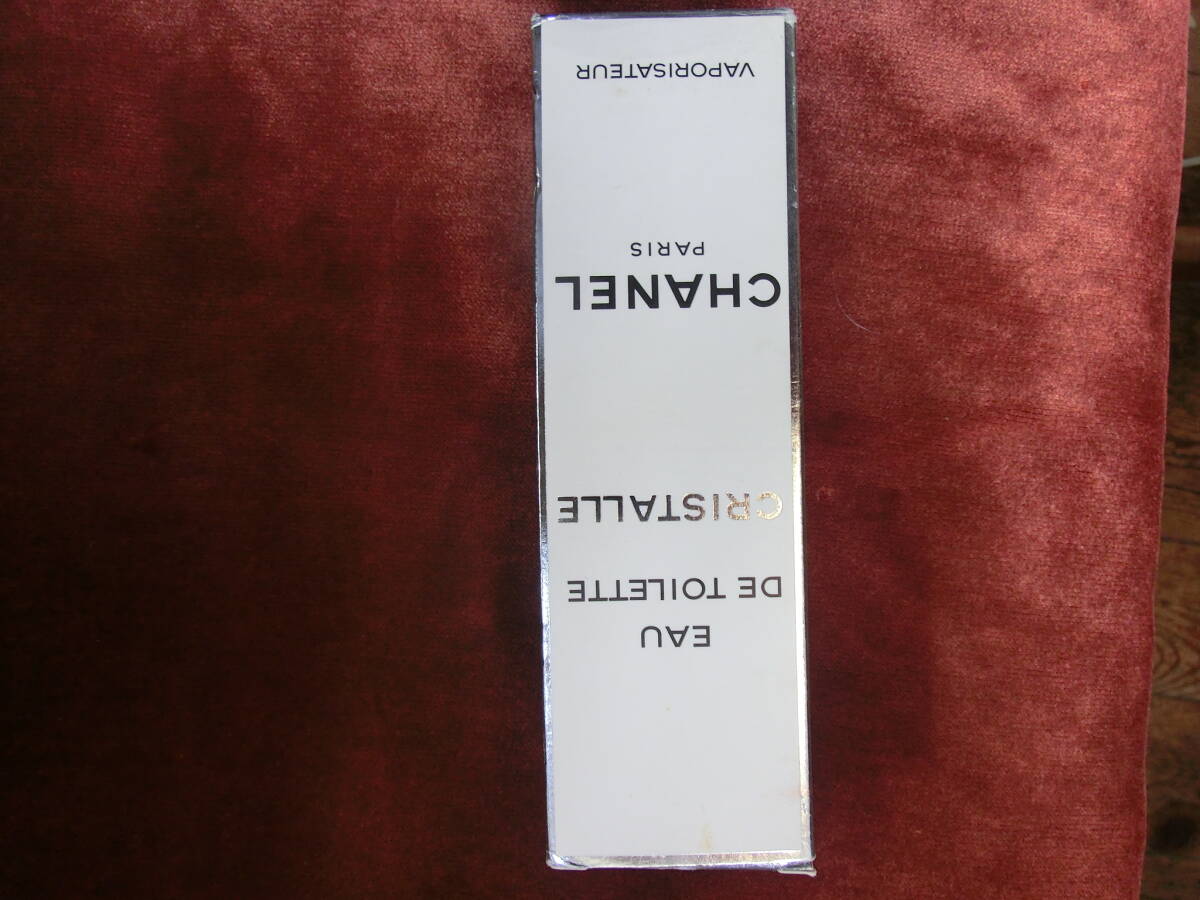 EAU
DE TOILETTE
CRISTALLE
CHANEL
PARIS
VAPORISATEUR